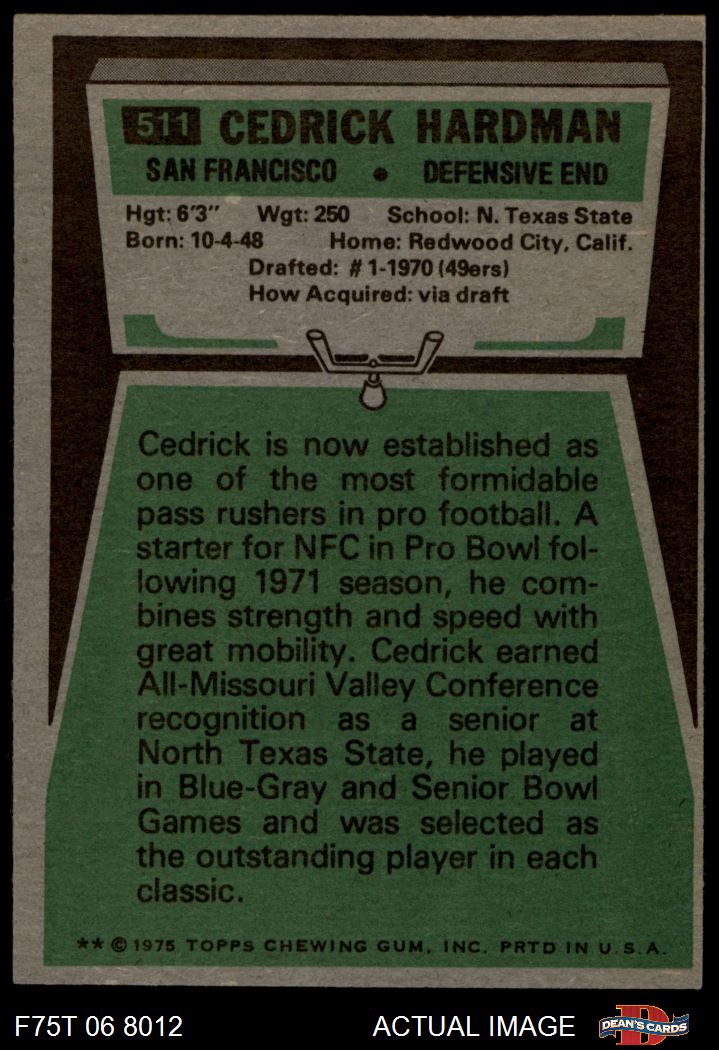 511 CEDRICK HARDMAN
SAN FRANCISCO • DEFENSIVE END
Hgt: 6'3" Wgt: 250 School: N. Texas State
Born: 10-4-48 Home: Redwood City, Calif.
Drafted: #1-1970 (49ers)
How Acquired: via draft
Cedrick is now established as
one of the most formidable
pass rushers in pro football. A
starter for NFC in Pro Bowl fol-
lowing 1971 season, he com-
bines strength and speed with
great mobility. Cedrick earned
All-Missouri Valley Conference
recognition as a senior at
North Texas State, he played
in Blue-Gray and Senior Bowl
Games and was selected as
the outstanding player in each
classic.
** © 1975 TOPPS CHEWING GUM, INC. PRTD IN U.S.A.
F75T 06 8012 ACTUAL IMAGE D DEAN'S CARDS